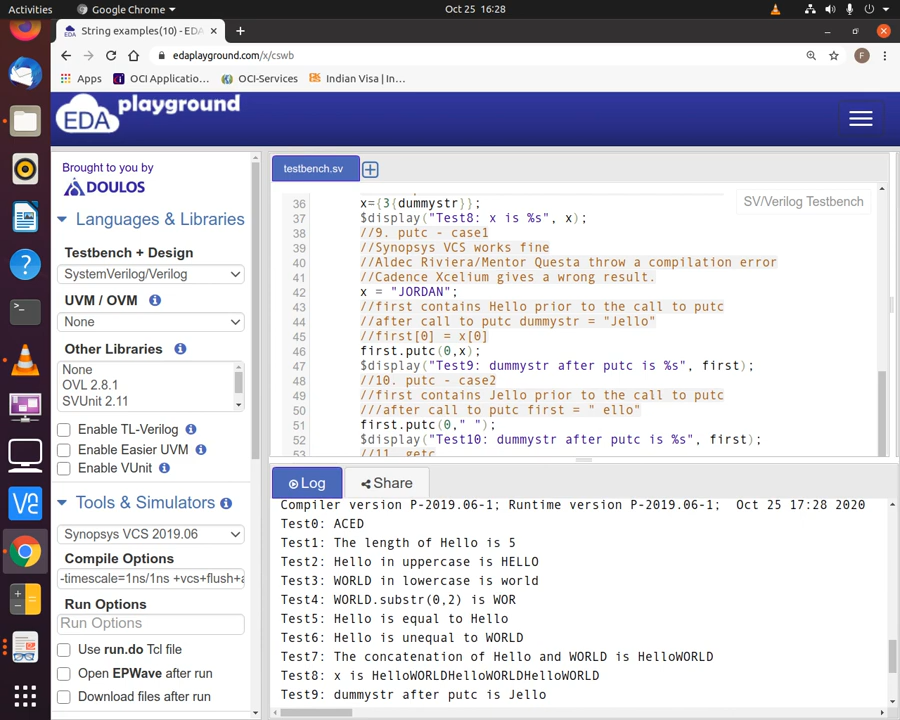 Activities
Google Chrome
Oct 25 16:28
String examples(10) - EDA
edaplayground.com/x/cswb
F
Apps
OCI Applicatio…
OCI-Services
Indian Visa | In…
EDA playground
Brought to you by
DOULOS
Languages & Libraries
Testbench + Design
SystemVerilog/Verilog
UVM / OVM
None
Other Libraries
None
OVL 2.8.1
SVUnit 2.11
Enable TL-Verilog
Enable Easier UVM
Enable VUnit
Tools & Simulators
Synopsys VCS 2019.06
Compile Options
-timescale=1ns/1ns +vcs+flush+a
Run Options
Run Options
Use run.do Tcl file
Open EPWave after run
Download files after run
testbench.sv
SV/Verilog Testbench
36 x={3{dummystr}};
37 $display("Test8: x is %s", x);
38 //9. putc - case1
39 //Synopsys VCS works fine
40 //Aldec Riviera/Mentor Questa throw a compilation error
41 //Cadence Xcelium gives a wrong result.
42 x = "JORDAN";
43 //first contains Hello prior to the call to putc
44 //after call to putc dummystr = "Jello"
45 //first[0] = x[0]
46 first.putc(0,x);
47 $display("Test9: dummystr after putc is %s", first);
48 //10. putc - case2
49 //first contains Jello prior to the call to putc
50 ///after call to putc first = " ello"
51 first.putc(0," ");
52 $display("Test10: dummystr after putc is %s", first);
53 //11. getc
Log
Share
Compiler version P-2019.06-1; Runtime version P-2019.06-1;  Oct 25 17:28 2020
Test0: ACED
Test1: The length of Hello is 5
Test2: Hello in uppercase is HELLO
Test3: WORLD in lowercase is world
Test4: WORLD.substr(0,2) is WOR
Test5: Hello is equal to Hello
Test6: Hello is unequal to WORLD
Test7: The concatenation of Hello and WORLD is HelloWORLD
Test8: x is HelloWORLDHelloWORLDHelloWORLD
Test9: dummystr after putc is Jello